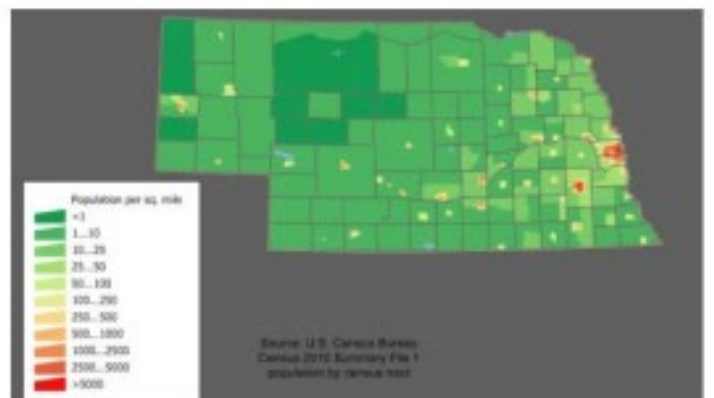 Population per sq. mile
<1
1...10
10...25
25...50
50...100
100...250
250...500
500...1000
1000...2500
2500...5000
>5000
Source: U.S. Census Bureau
Census 2010 Summary File 1
population by census tract